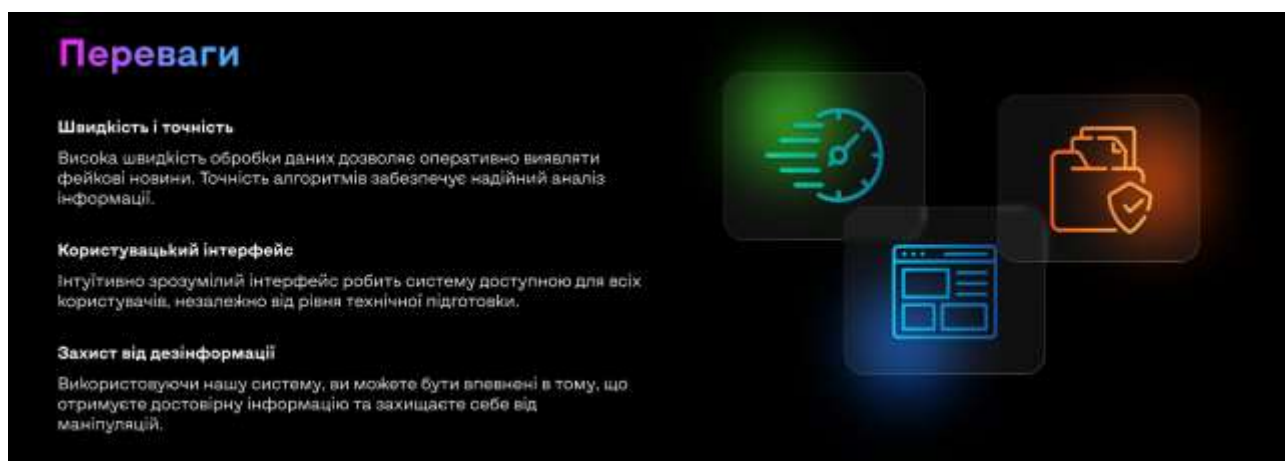 Переваги
Швидкість і точність
Висока швидкість обробки даних дозволяє оперативно виявляти
фейкові новини. Точність алгоритмів забезпечує надійний аналіз
інформації.
Користувацький інтерфейс
Інтуїтивно зрозумілий інтерфейс робить систему доступною для всіх
користувачів, незалежно від рівня технічної підготовки.
Захист від дезінформації
Використовуючи нашу систему, ви можете бути впевнені в тому, що
отримуєте достовірну інформацію та захищаєте себе від
маніпуляцій.